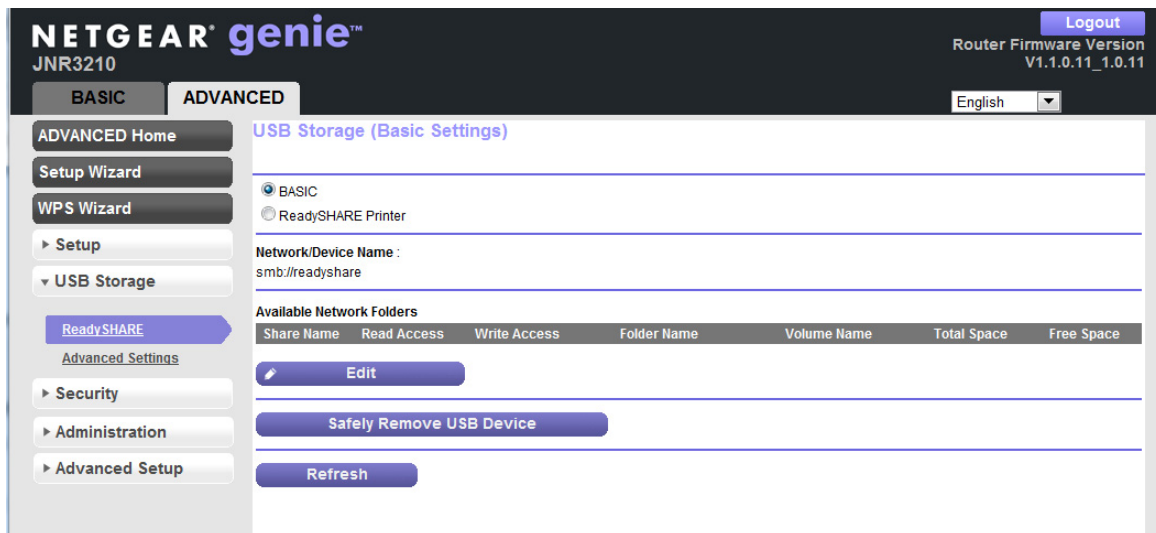 NETGEAR® genie™
JNR3210
Logout
Router Firmware Version
V1.1.0.11_1.0.11
BASIC
ADVANCED
English
ADVANCED Home
Setup Wizard
WPS Wizard
Setup
USB Storage
ReadySHARE
Advanced Settings
Security
Administration
Advanced Setup
USB Storage (Basic Settings)
BASIC
ReadySHARE Printer
Network/Device Name :
smb://readyshare
Available Network Folders
Share Name Read Access Write Access Folder Name Volume Name Total Space Free Space
Edit
Safely Remove USB Device
Refresh